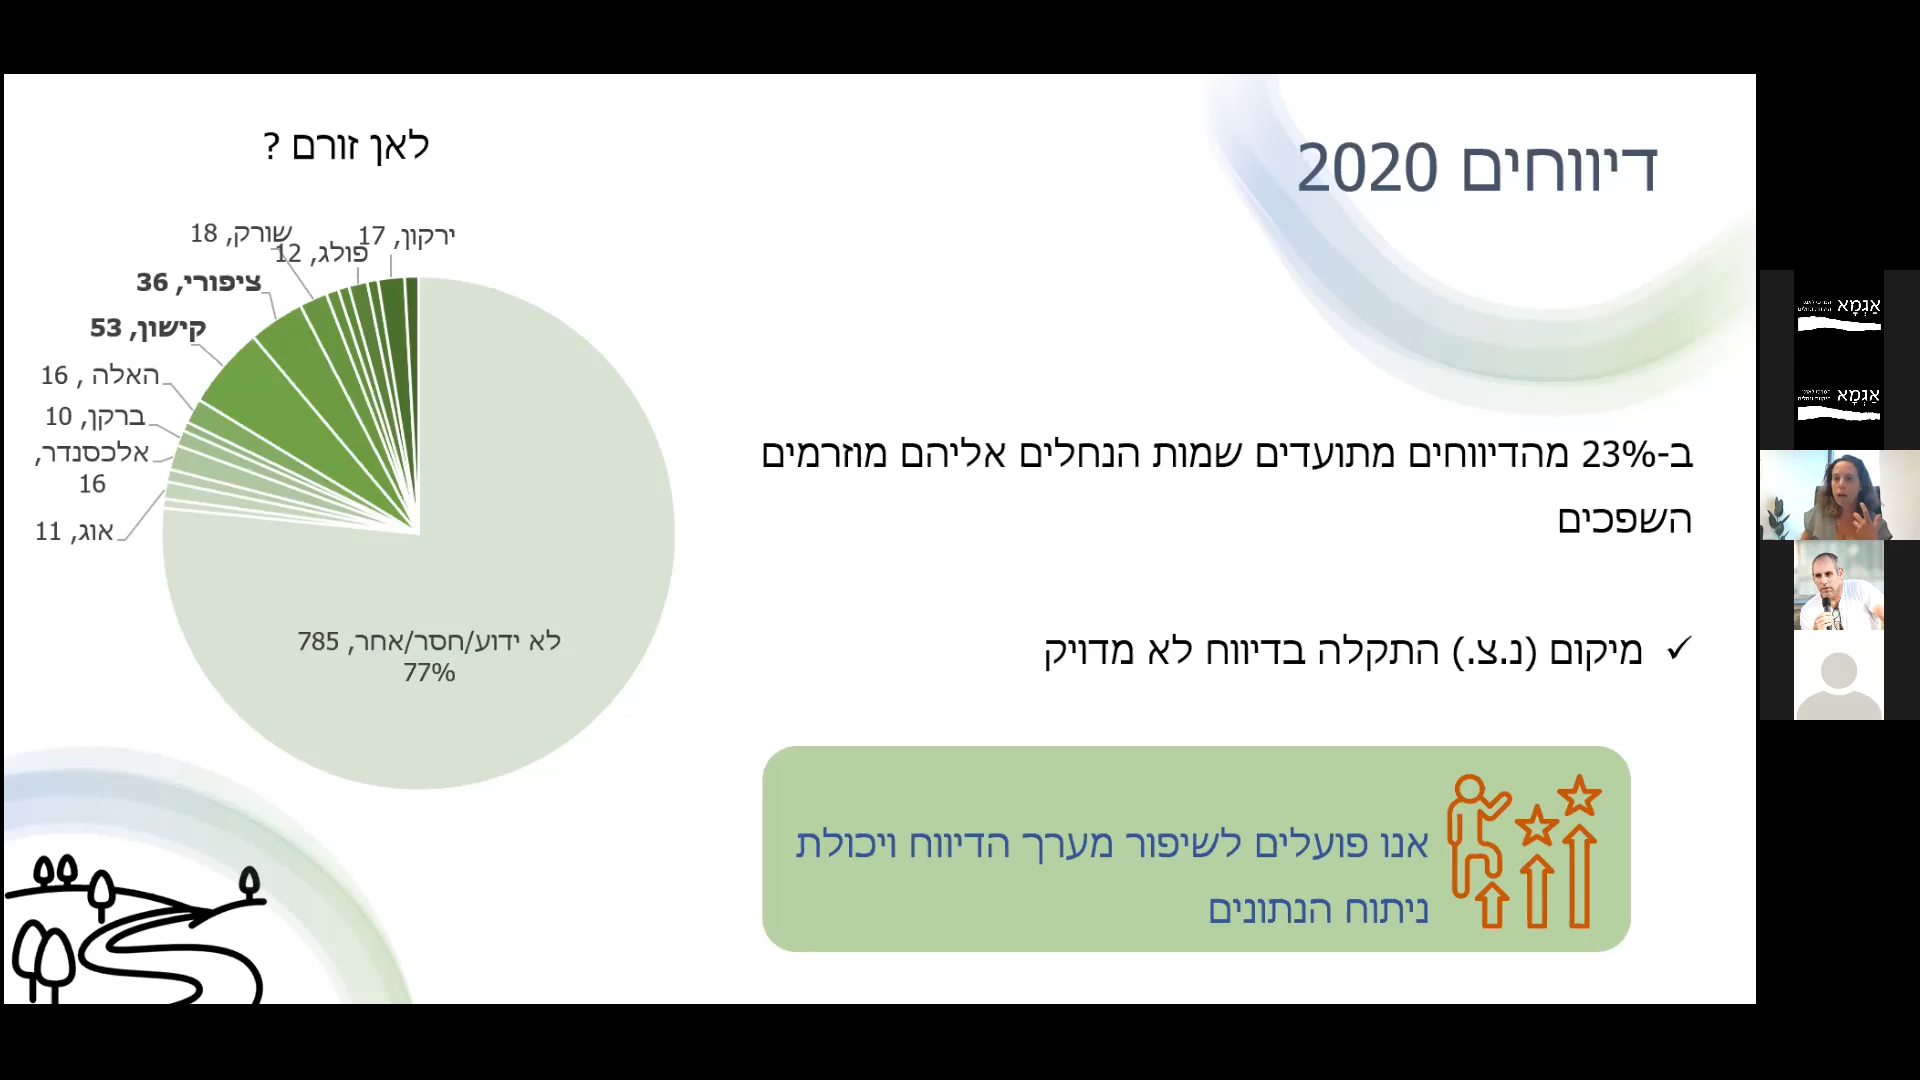 דיווחים 2020
ב-23% מהדיווחים מתועדים שמות הנחלים אליהם מוזרמים
השפכים
✓ מיקום (נ.צ.) התקלה בדיווח לא מדויק
אנו פועלים לשיפור מערך הדיווח ויכולת
ניתוח הנתונים
לאן זורם ?
ירקון, 17
פולג, 12
שורק, 18
ציפורי, 36
קישון, 53
האלה , 16
ברקן, 10
אלכסנדר,
16
אוג, 11
לא ידוע/חסר/אחר, 785
77%
אַגְמָא
אַגְמָא